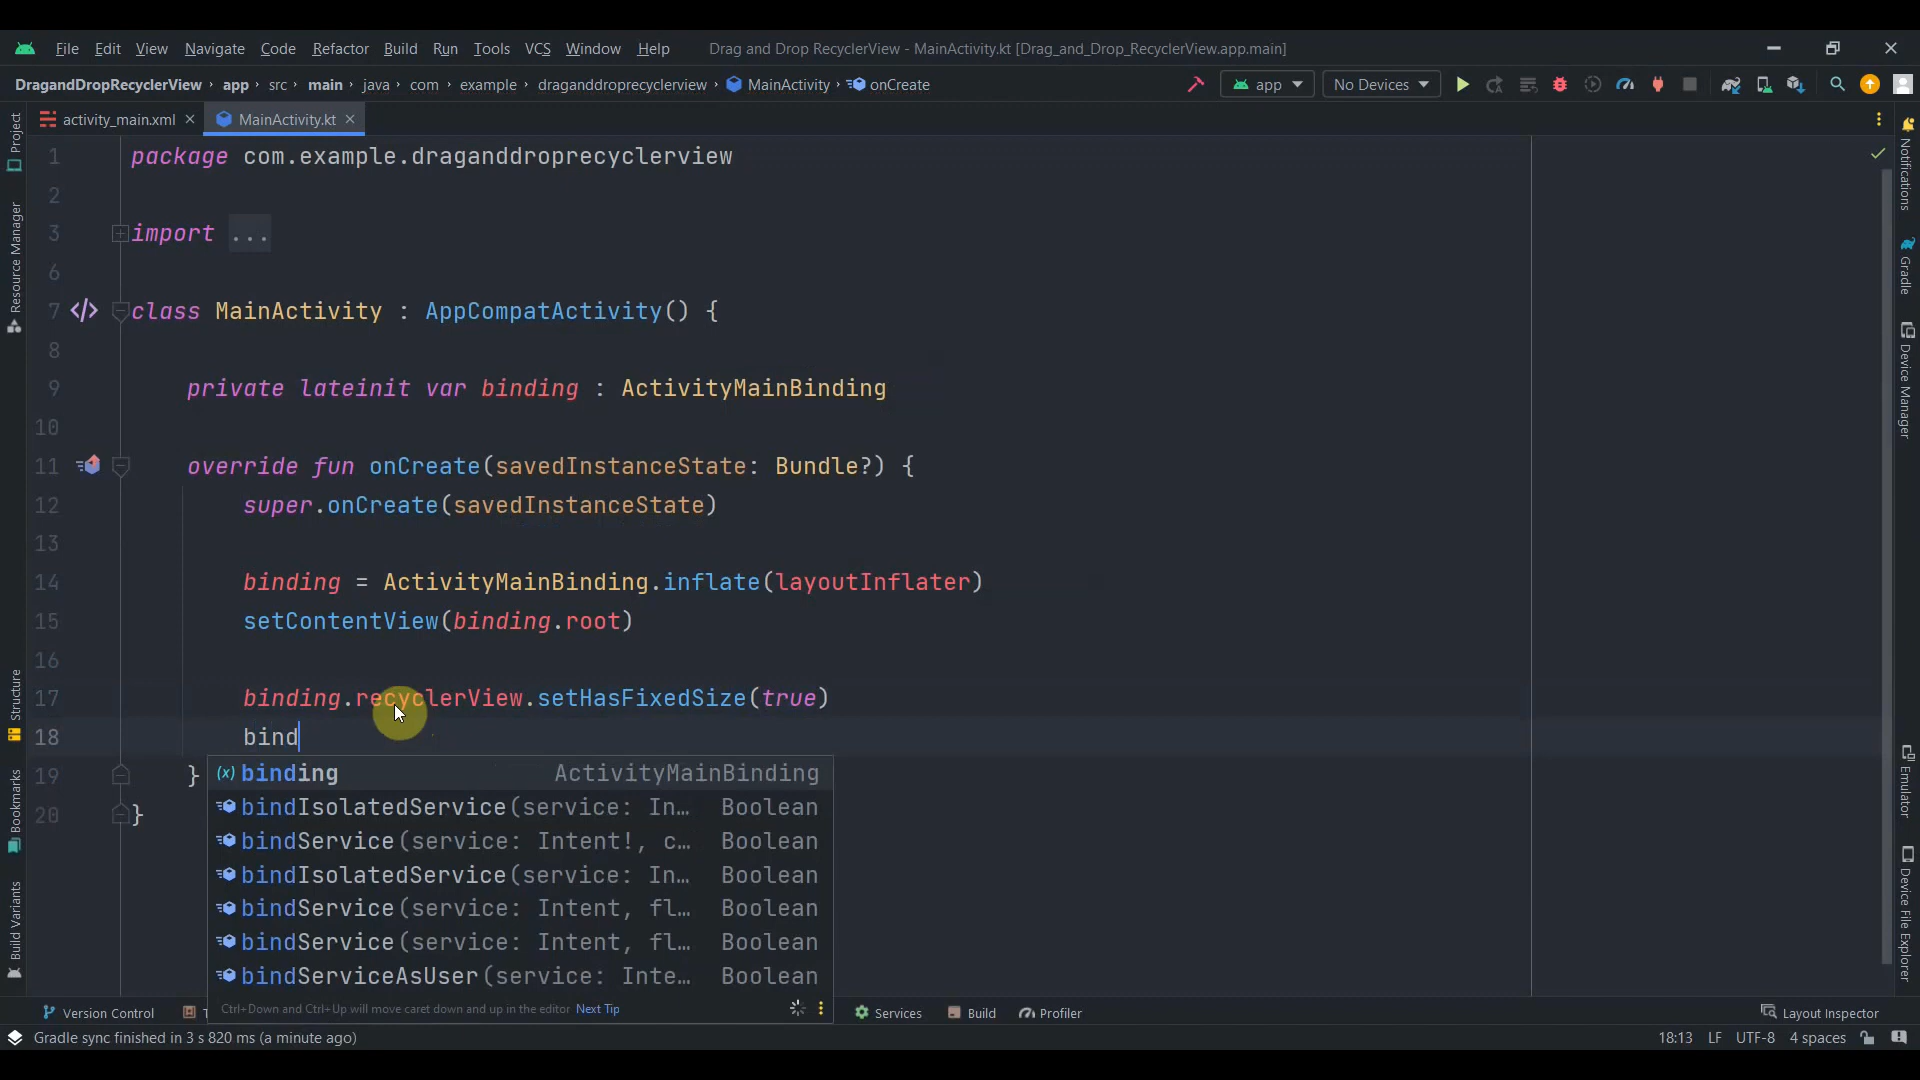 File Edit View Navigate Code Refactor Build Run Tools VCS Window Help Drag and Drop RecyclerView - MainActivity.kt [Drag_and_Drop_RecyclerView.app.main]
DragandDropRecyclerView app src main java com example draganddroprecyclerview MainActivity onCreate app No Devices
activity_main.xml MainActivity.kt
1 package com.example.draganddroprecyclerview
2
3 import ...
6
7 </> class MainActivity : AppCompatActivity() {
8
9 private lateinit var binding : ActivityMainBinding
10
11 override fun onCreate(savedInstanceState: Bundle?) {
12 super.onCreate(savedInstanceState)
13
14 binding = ActivityMainBinding.inflate(layoutInflater)
15 setContentView(binding.root)
16
17 binding.recyclerView.setHasFixedSize(true)
18 bind
19 }
20 }
(x) binding ActivityMainBinding
bindIsolatedService(service: In... Boolean
bindService(service: Intent!, c... Boolean
bindIsolatedService(service: In... Boolean
bindService(service: Intent, fl... Boolean
bindService(service: Intent, fl... Boolean
bindServiceAsUser(service: Inte... Boolean
Ctrl+Down and Ctrl+Up will move caret down and up in the editor Next Tip
Project
Resource Manager
Structure
Bookmarks
Build Variants
Notifications
Gradle
Device Manager
Emulator
Device File Explorer
Version Control T Services Build Profiler Layout Inspector
Gradle sync finished in 3 s 820 ms (a minute ago) 18:13 LF UTF-8 4 spaces